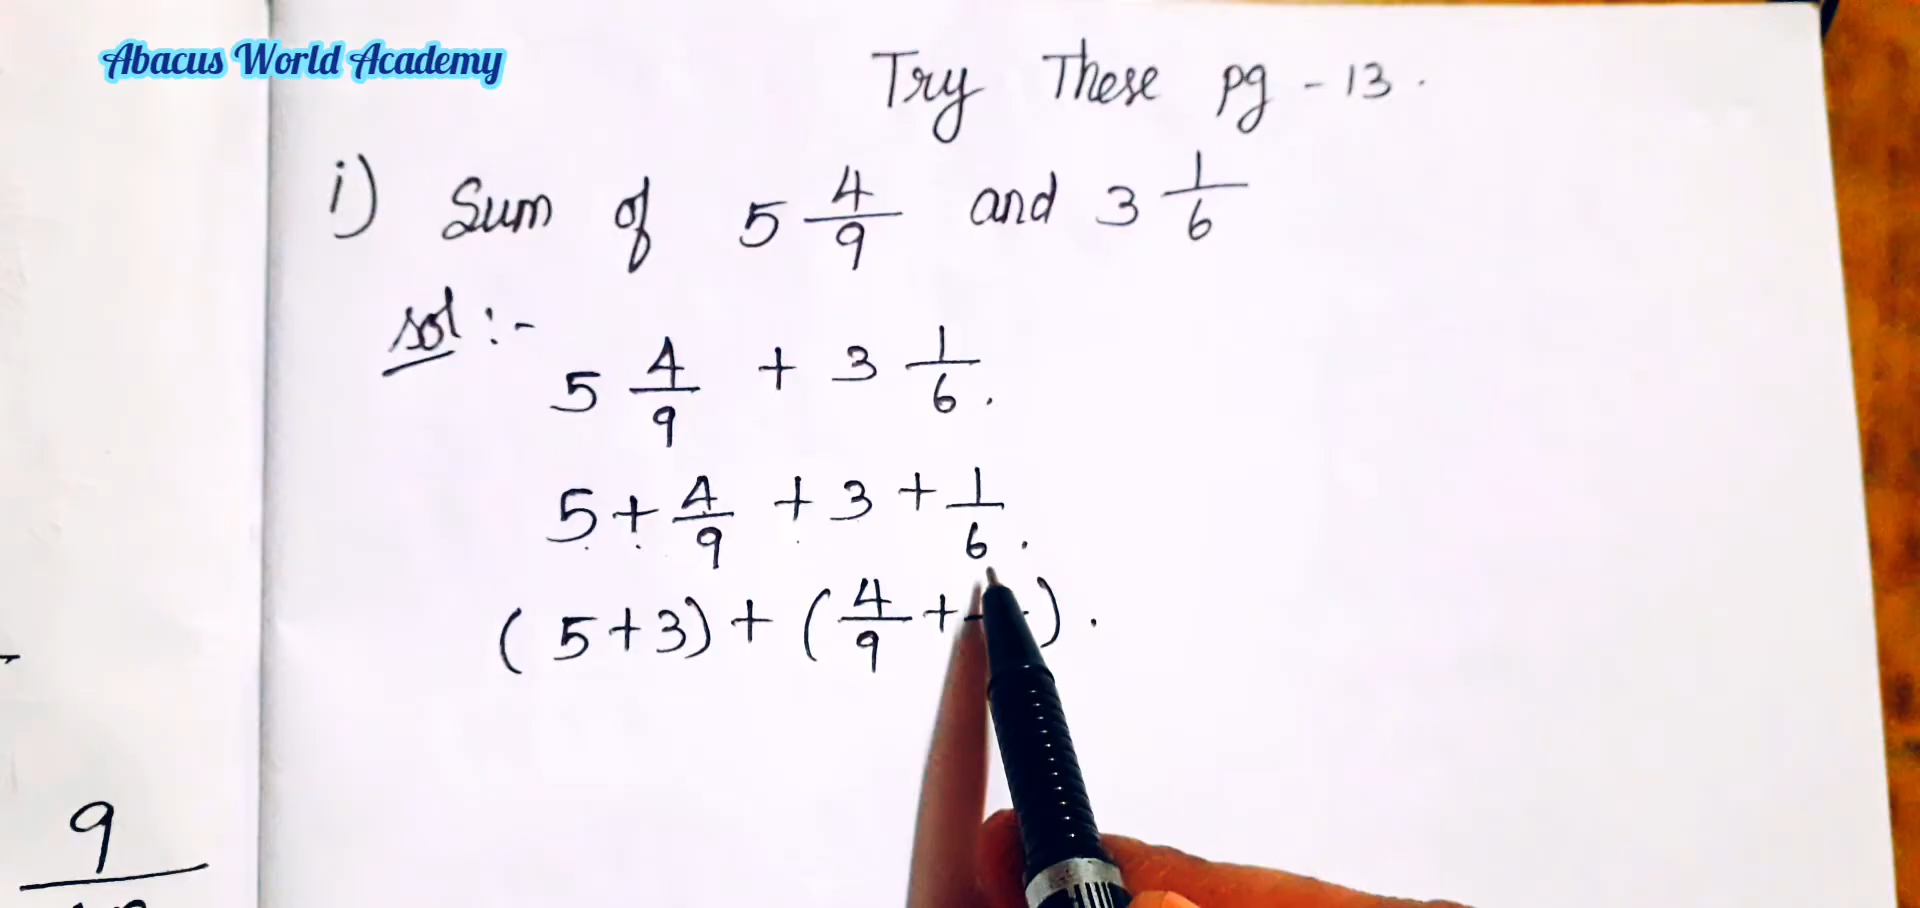 Abacus World Academy
Try These pg - 13.
i) Sum of 5 4/9 and 3 1/6
sol :-
5 4/9 + 3 1/6.
5 + 4/9 + 3 + 1/6.
(5+3) + (4/9 + ).
9